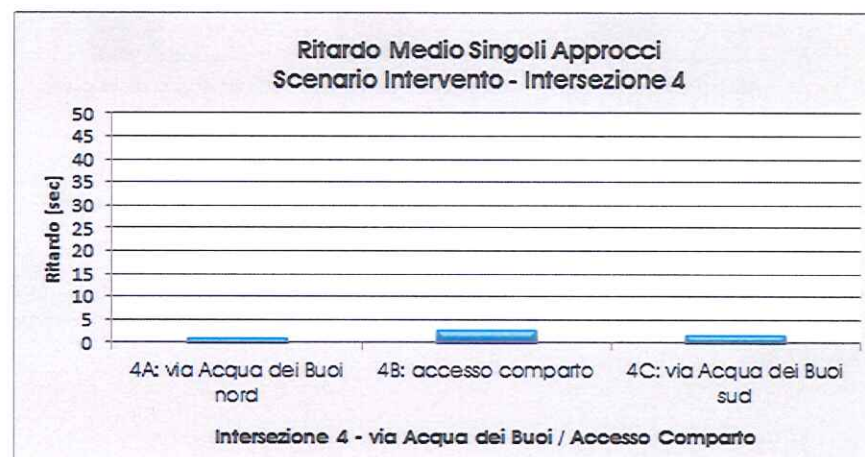 Ritardo Medio Singoli Approcci
Scenario Intervento - Intersezione 4
Ritardo [sec]
50
45
40
35
30
25
20
15
10
5
0
4A: via Acqua dei Buoi
nord
4B: accesso comparto
4C: via Acqua dei Buoi
sud
Intersezione 4 - via Acqua dei Buoi / Accesso Comparto